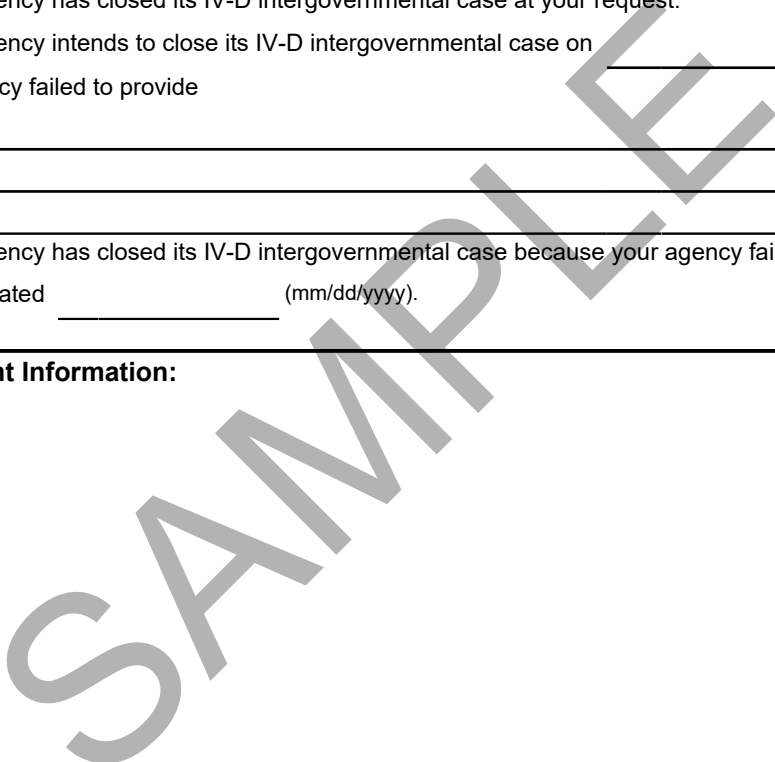 ency has closed its IV-D intergovernmental case at your request.
ency intends to close its IV-D intergovernmental case on
cy failed to provide
ency has closed its IV-D intergovernmental case because your agency fai
ated (mm/dd/yyyy).
nt Information:
SAMPLE